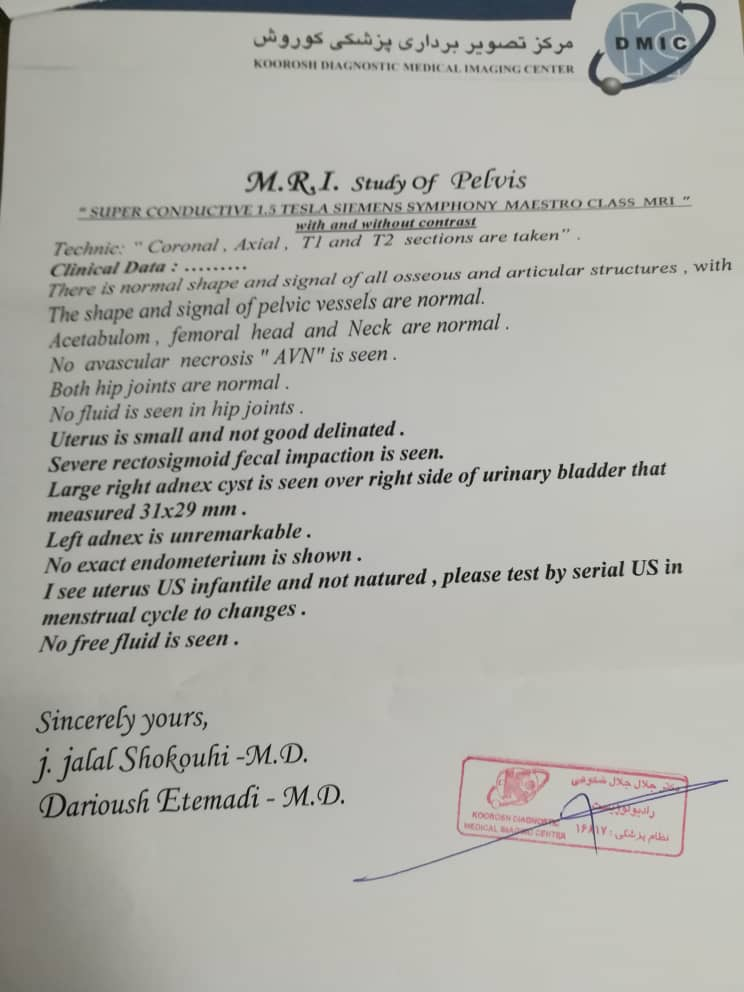 مرکز تصویر برداری پزشکی کوروش
KOOROSH DIAGNOSTIC MEDICAL IMAGING CENTER
DMIC
M.R.I. Study Of Pelvis
“ SUPER CONDUCTIVE 1.5 TESLA SIEMENS SYMPHONY MAESTRO CLASS MRI ”
with and without contrast
Technic: “ Coronal , Axial , T1 and T2 sections are taken” .
Clinical Data : .........
There is normal shape and signal of all osseous and articular structures , with
The shape and signal of pelvic vessels are normal.
Acetabulom , femoral head and Neck are normal .
No avascular necrosis " AVN" is seen .
Both hip joints are normal .
No fluid is seen in hip joints .
Uterus is small and not good delinated .
Severe rectosigmoid fecal impaction is seen.
Large right adnex cyst is seen over right side of urinary bladder that
measured 31x29 mm .
Left adnex is unremarkable .
No exact endometerium is shown .
I see uterus US infantile and not natured , please test by serial US in
menstrual cycle to changes .
No free fluid is seen .
Sincerely yours,
j. jalal Shokouhi -M.D.
Darioush Etemadi - M.D.
جلال جلال شکوهی
رادیولوژیست
نظام پزشکی : ۱۶۸۱۷
KOOROSH DIAGNOSTIC
MEDICAL IMAGING CENTER